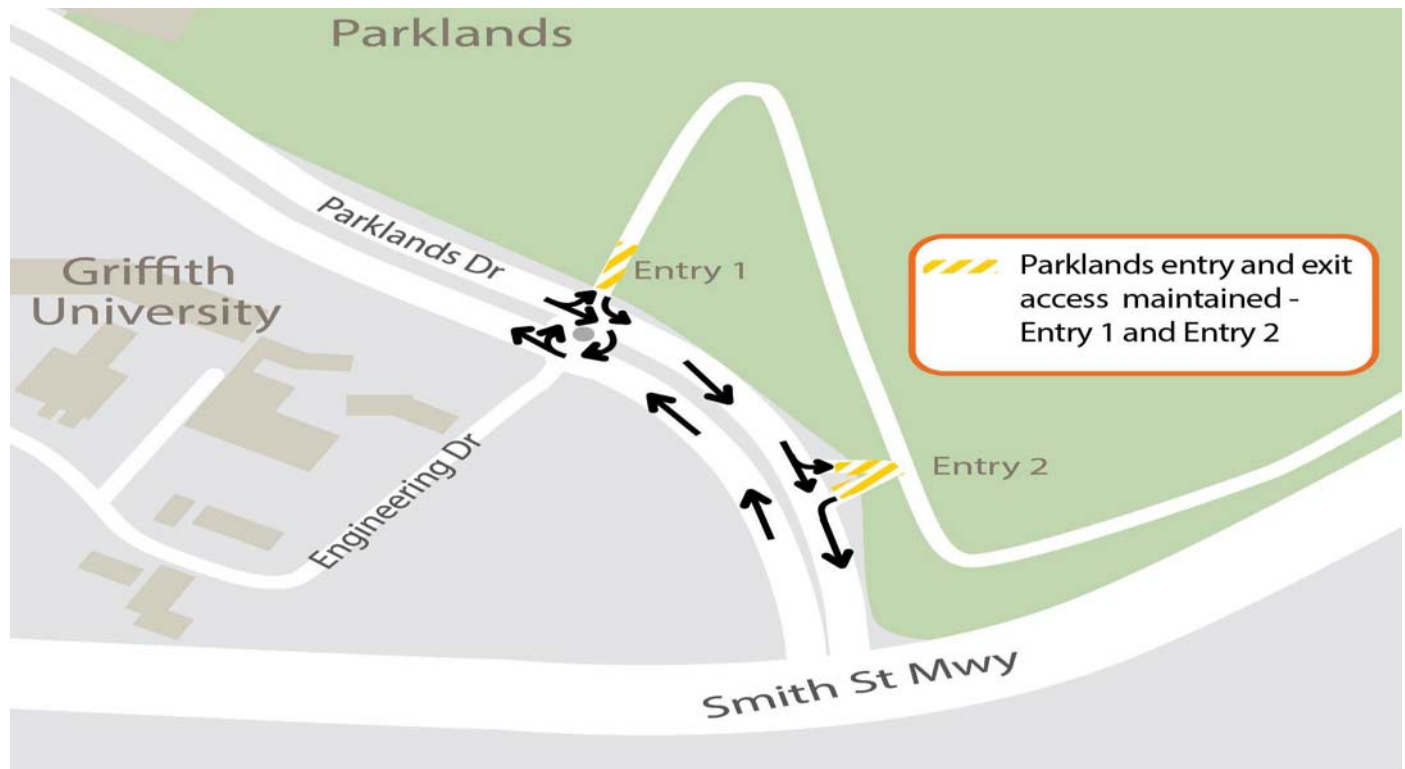 Parklands
Parklands Dr
Griffith
University
Entry 1
Parklands entry and exit
access maintained -
Entry 1 and Entry 2
Entry 2
Engineering Dr
Smith St Mwy